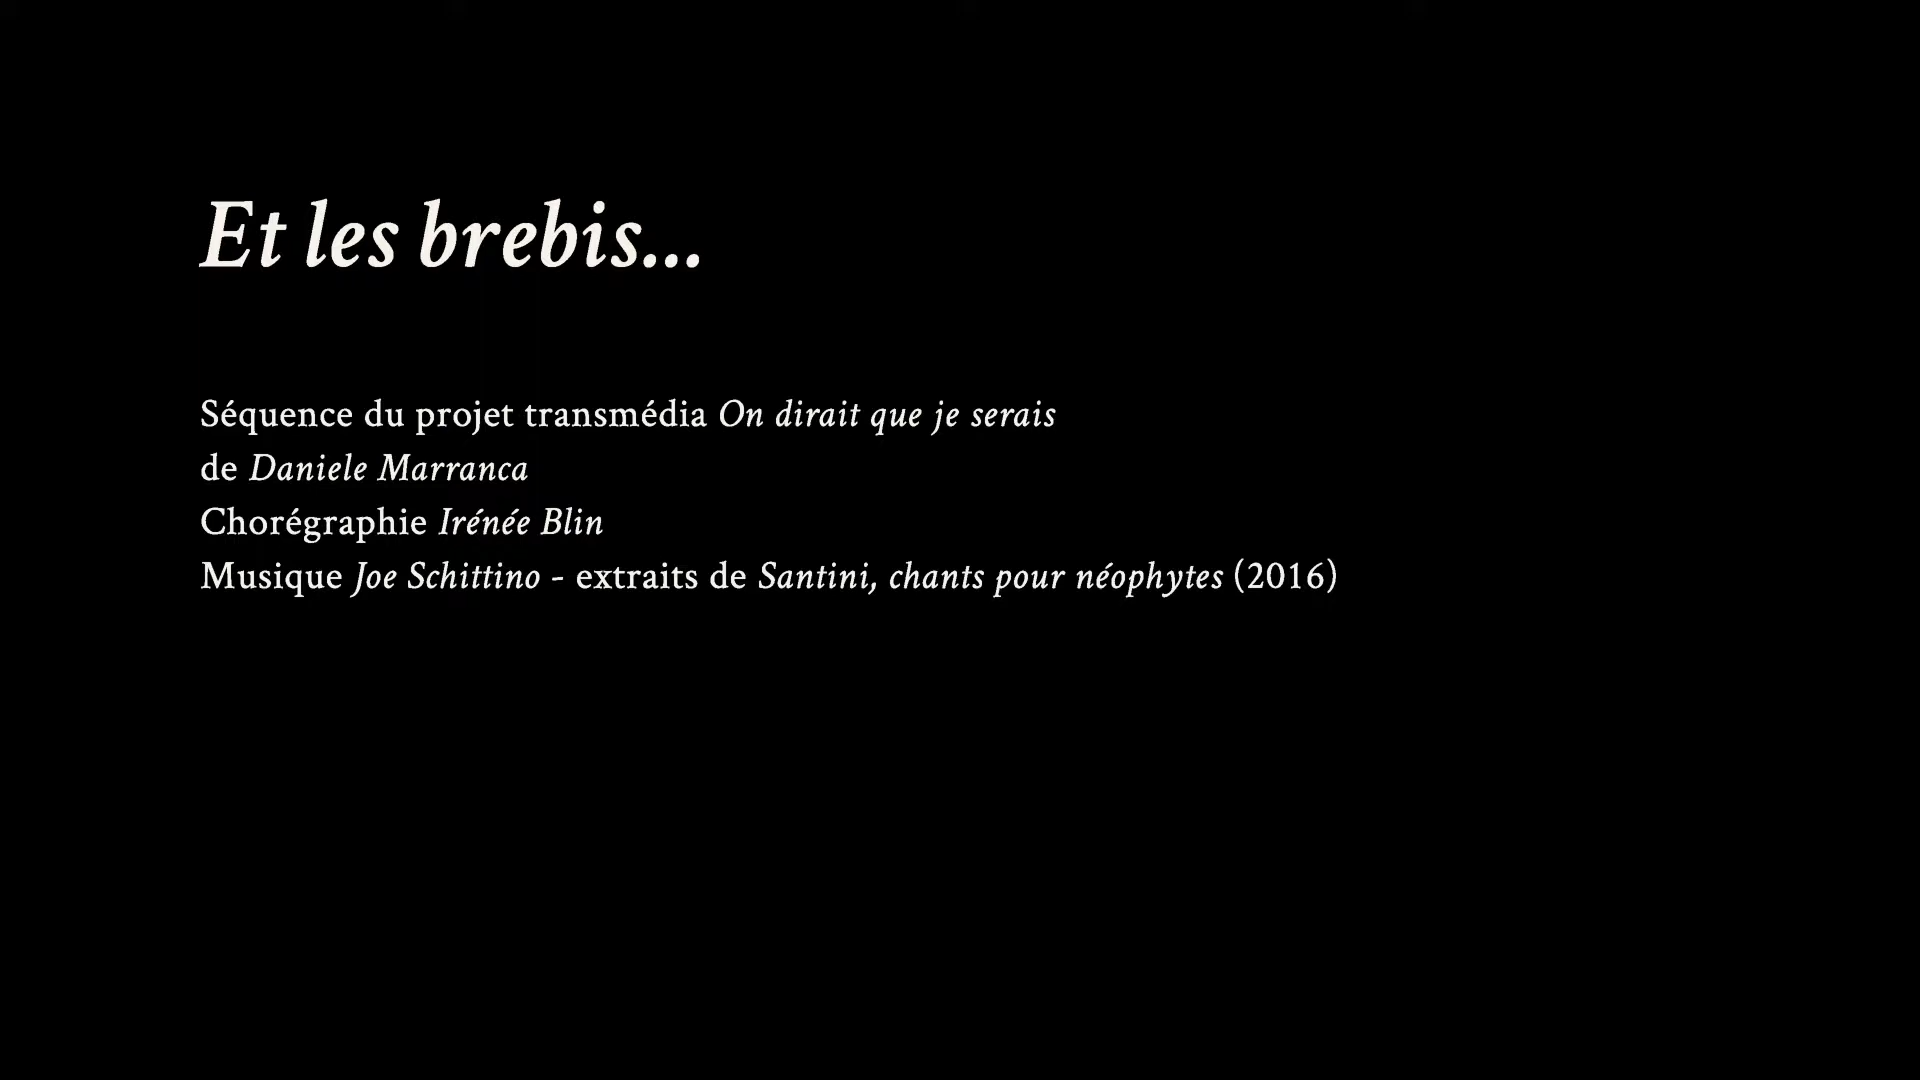 Et les brebis...
Séquence du projet transmédia On dirait que je serais
de Daniele Marranca
Chorégraphie Irénée Blin
Musique Joe Schittino - extraits de Santini, chants pour néophytes (2016)